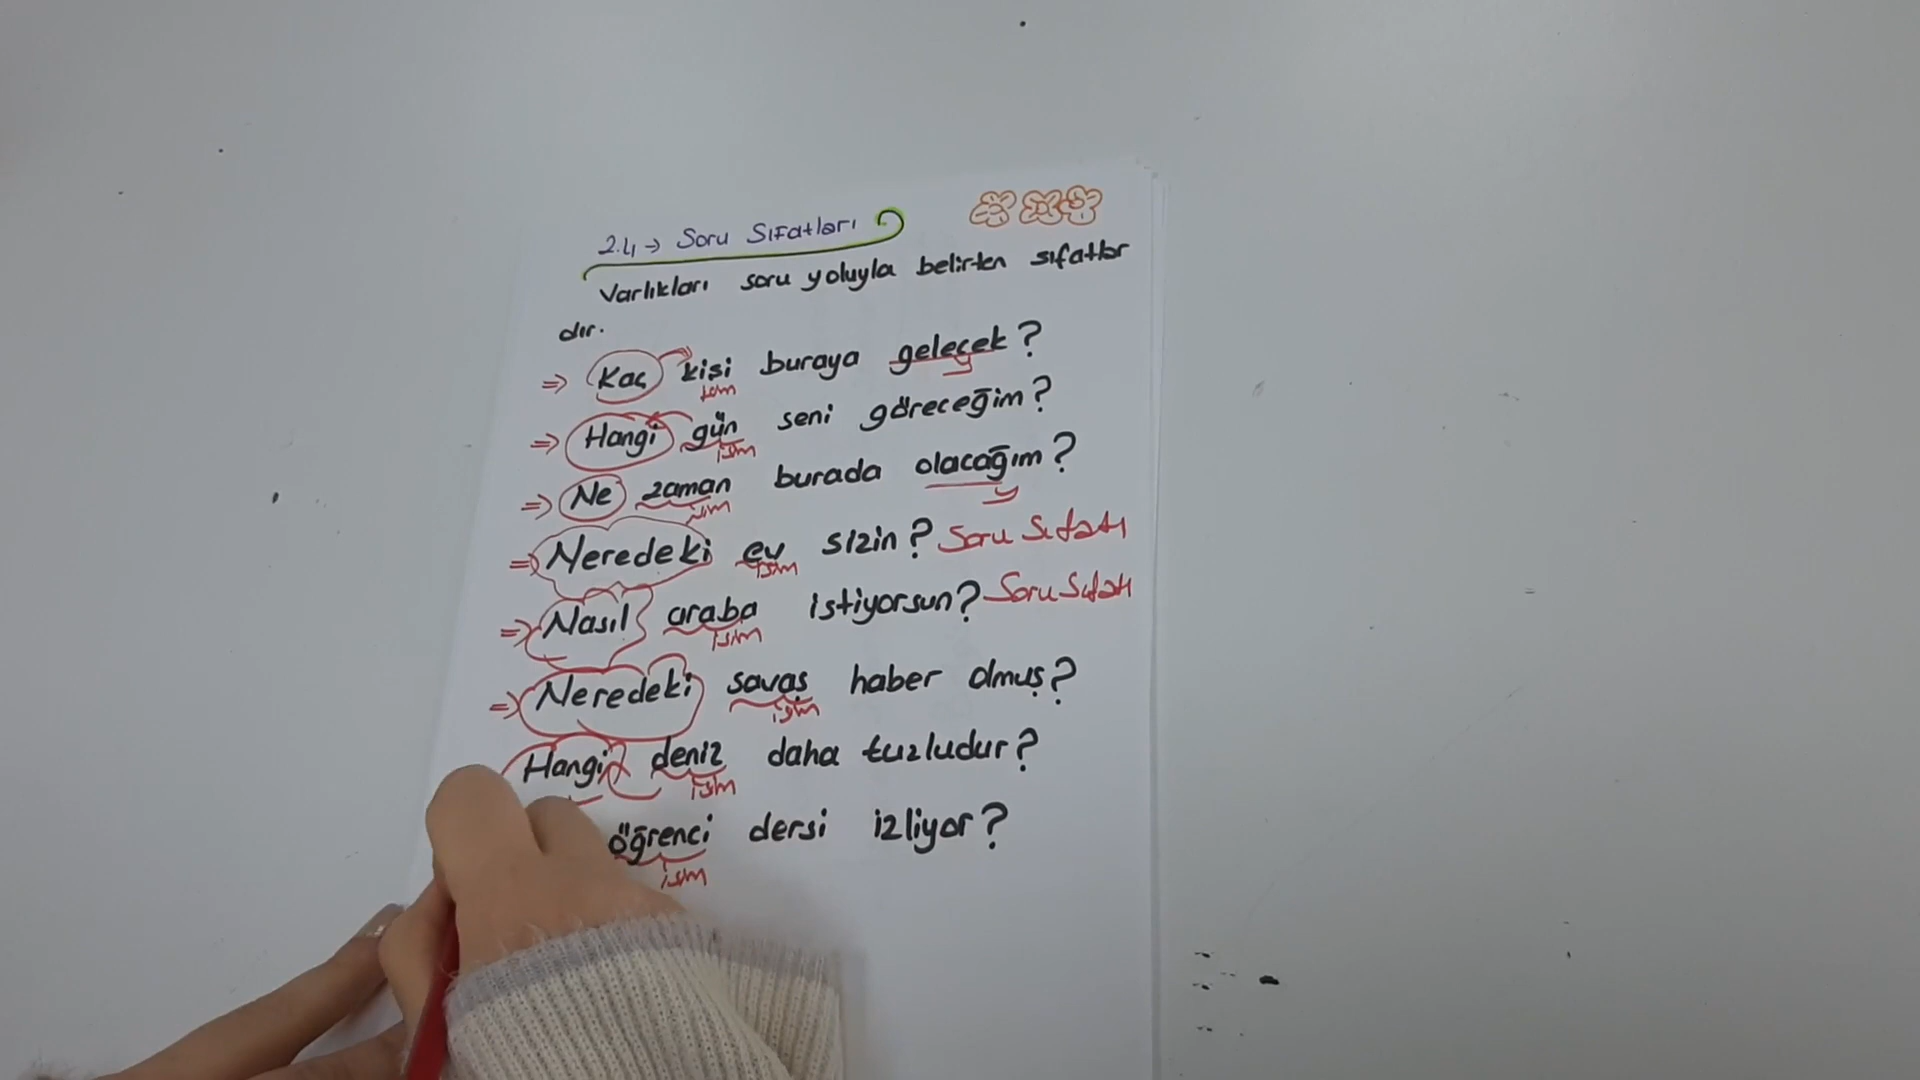 2.4 → Soru Sıfatları
Varlıkları soru yoluyla belirten sıfatlar
dır.
⇒ Kaç kişi buraya gelecek?
isim
⇒ Hangi gün seni göreceğim?
isim
⇒ Ne zaman burada olacağım?
isim
⇒ Neredeki ev sizin? Soru Sıfatı
isim
⇒ Nasıl araba istiyorsun? Soru Sıfatı
isim
⇒ Neredeki savaş haber olmuş?
isim
Hangi deniz daha tuzludur?
isim
öğrenci dersi izliyor?
isim